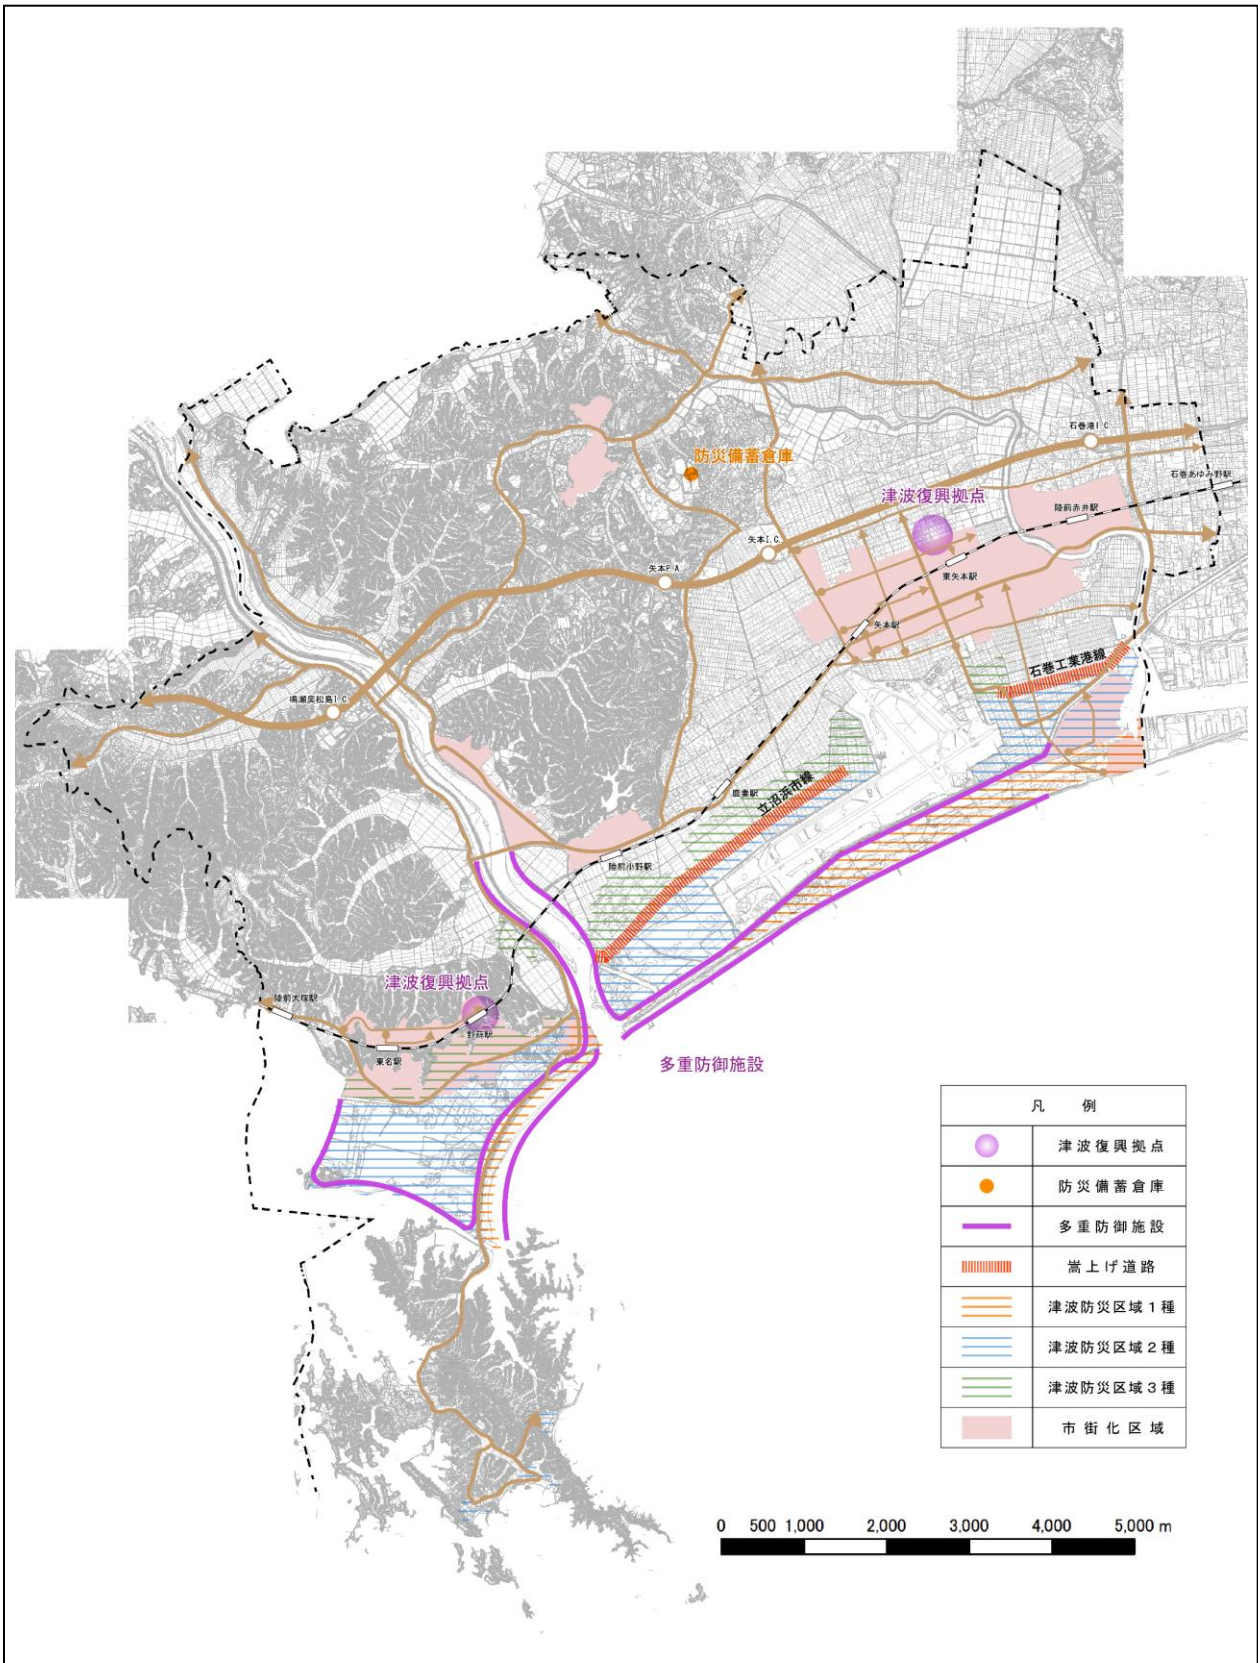 防災備蓄倉庫
石巻港I.C
石巻あゆみ野駅
津波復興拠点
陸前赤井駅
矢本I.C.
矢本P.A
東矢本駅
矢本駅
石巻工業港線
鳴瀬奥松島I.C
鹿妻駅
立沼浜市線
陸前小野駅
津波復興拠点
陸前大塚駅
野蒜駅
東名駅
多重防御施設
凡 例
津波復興拠点
防災備蓄倉庫
多重防御施設
嵩上げ道路
津波防災区域1種
津波防災区域2種
津波防災区域3種
市街化区域
0 500 1,000 2,000 3,000 4,000 5,000 m